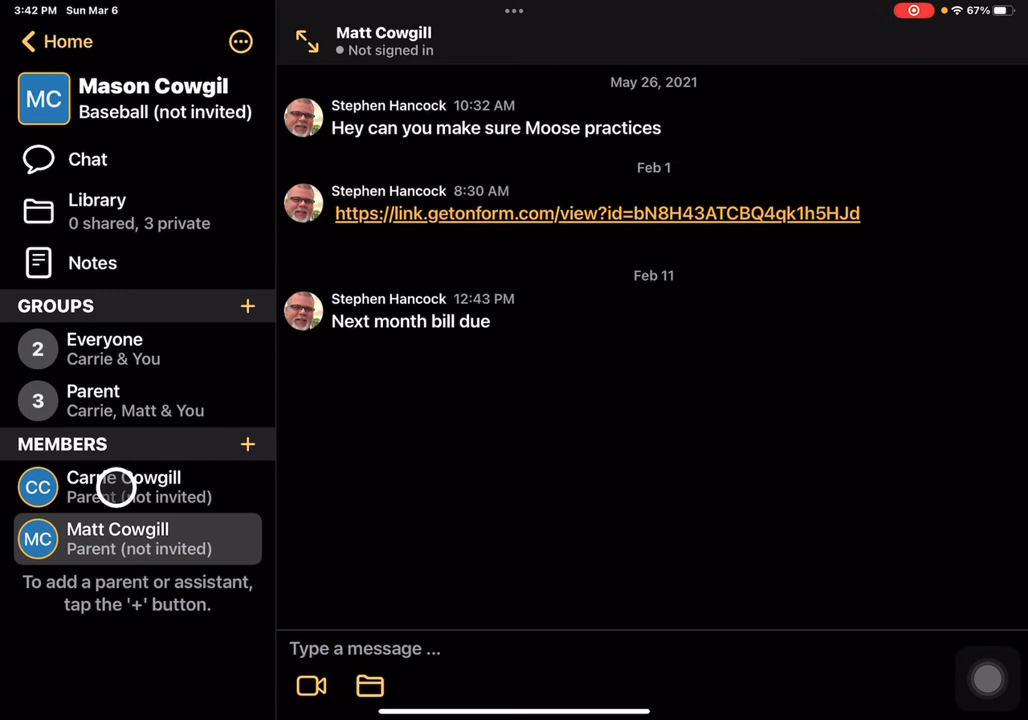 3:42 PM Sun Mar 6
67%
Home
MC
Mason Cowgil
Baseball (not invited)
Chat
Library
0 shared, 3 private
Notes
GROUPS +
2
Everyone
Carrie & You
3
Parent
Carrie, Matt & You
MEMBERS +
CC
Carrie Cowgill
Parent (not invited)
MC
Matt Cowgill
Parent (not invited)
To add a parent or assistant,
tap the '+' button.
Matt Cowgill
Not signed in
May 26, 2021
Stephen Hancock 10:32 AM
Hey can you make sure Moose practices
Feb 1
Stephen Hancock 8:30 AM
https://link.getonform.com/view?id=bN8H43ATCBQ4qk1h5HJd
Feb 11
Stephen Hancock 12:43 PM
Next month bill due
Type a message ...